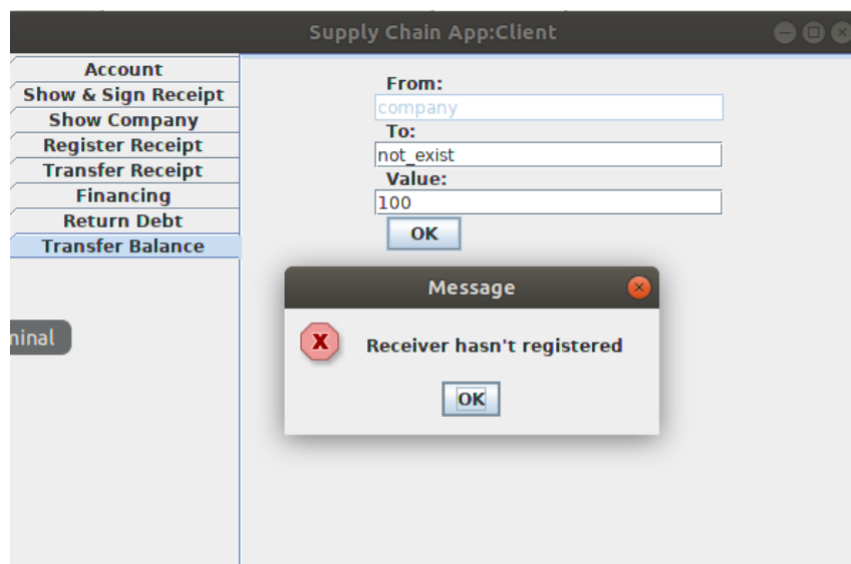 Supply Chain App:Client
Account
Show & Sign Receipt
Show Company
Register Receipt
Transfer Receipt
Financing
Return Debt
Transfer Balance
From:
company
To:
not_exist
Value:
100
OK
Message
Receiver hasn't registered
OK